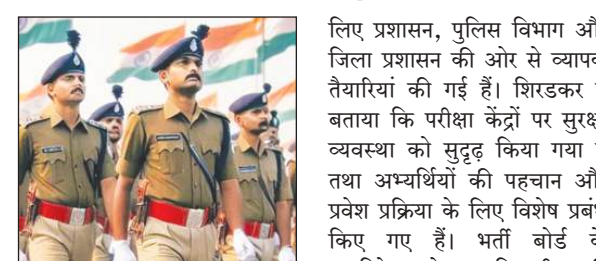 लिए प्रशासन, पुलिस विभाग
जिला प्रशासन की ओर से
तैयारियां की गई हैं। शिरडकर
बताया कि परीक्षा केंद्रों पर
व्यवस्था को सुदृढ़ किया गया
तथा अभ्यर्थियों की पहचान
प्रवेश प्रक्रिया के लिए विशेष
किए गए हैं। भर्ती बोर्ड